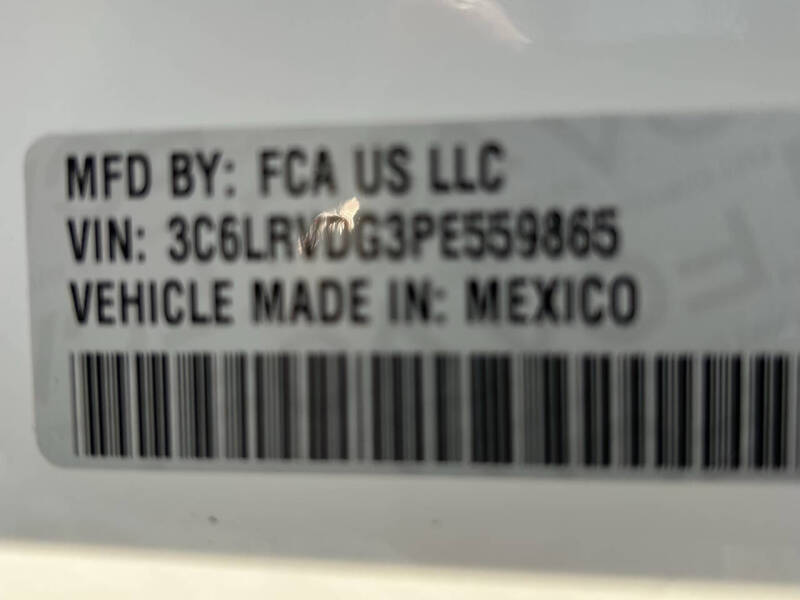 MFD BY: FCA US LLC
VIN: 3C6LRVDG3PE559865
VEHICLE MADE IN: MEXICO